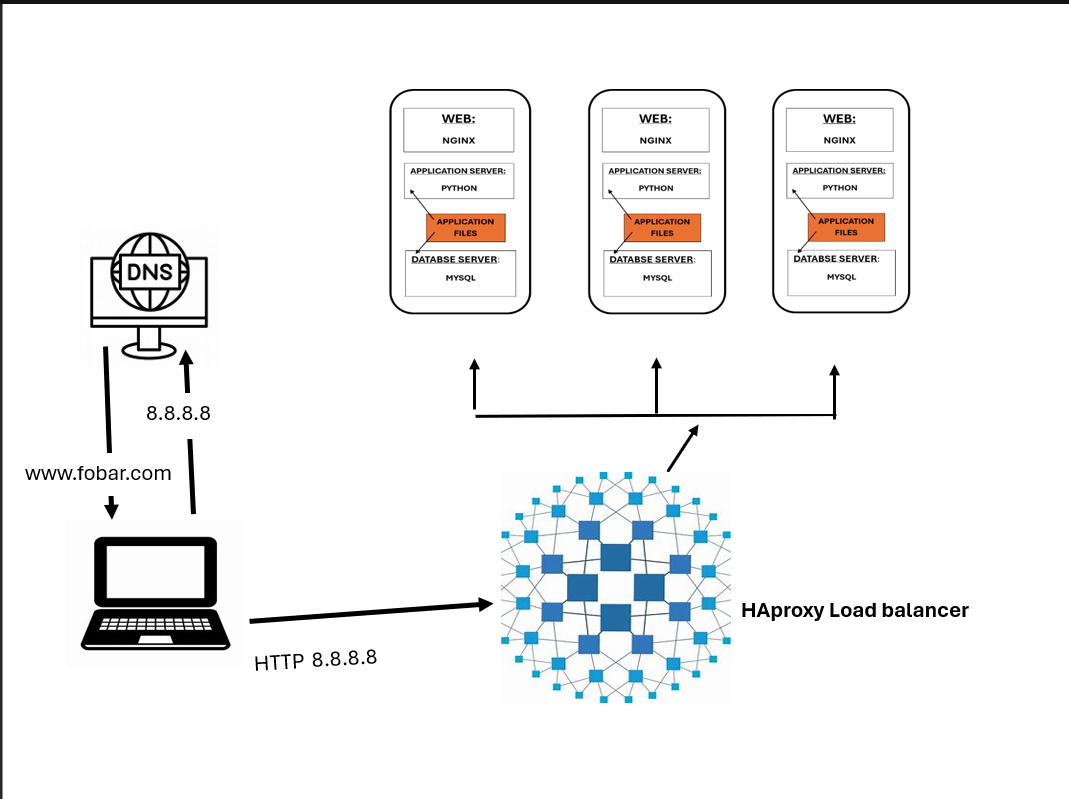 WEB:
NGINX
APPLICATION SERVER:
PYTHON
APPLICATION
FILES
DATABSE SERVER:
MYSQL
WEB:
NGINX
APPLICATION SERVER:
PYTHON
APPLICATION
FILES
DATABSE SERVER:
MYSQL
WEB:
NGINX
APPLICATION SERVER:
PYTHON
APPLICATION
FILES
DATABSE SERVER:
MYSQL
DNS
8.8.8.8
www.fobar.com
HTTP 8.8.8.8
HAproxy Load balancer